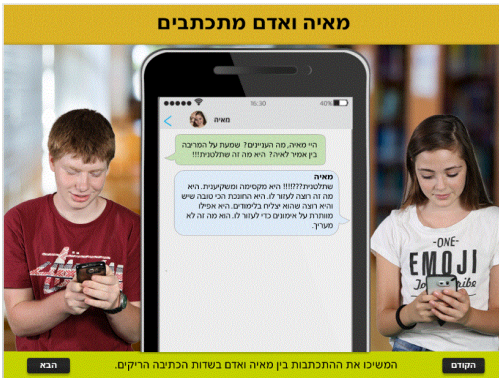 מאיה ואדם מתכתבים
16:30
40%
מאיה
היי מאיה, מה העניינים? שמעת על המריבה
בין אמיר לאיה? היא מה זה שתלטנית!!!
מאיה
שתלטנית???!!!! היא מקסימה ומשקיענית. היא
מה זה רוצה לעזור לו. היא החונכת הכי טובה שיש
והיא רוצה שהוא יצליח בלימודים. היא אפילו
מוותרת על אימונים כדי לעזור לו. הוא מה זה לא
מעריך.
-ONE-
EMOJI
המשיכו את ההתכתבות בין מאיה ואדם בשדות הכתיבה הריקים.
הקודם
הבא